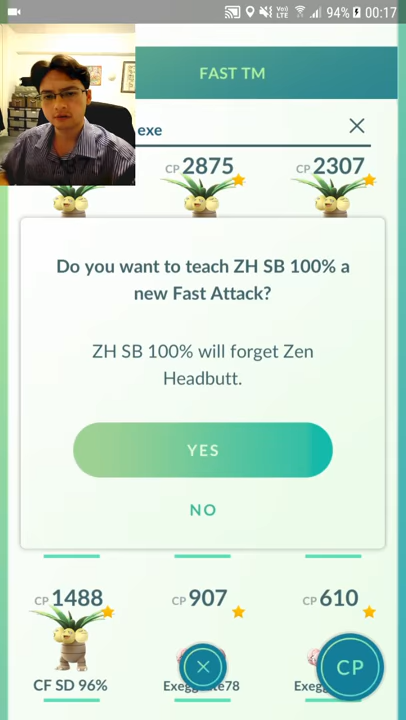 Vo) LTE 94% 00:17
FAST TM
exe
CP 2875 CP 2307
Do you want to teach ZH SB 100% a
new Fast Attack?
ZH SB 100% will forget Zen
Headbutt.
YES
NO
CP 1488 CP 907 CP 610
CP
CF SD 96%